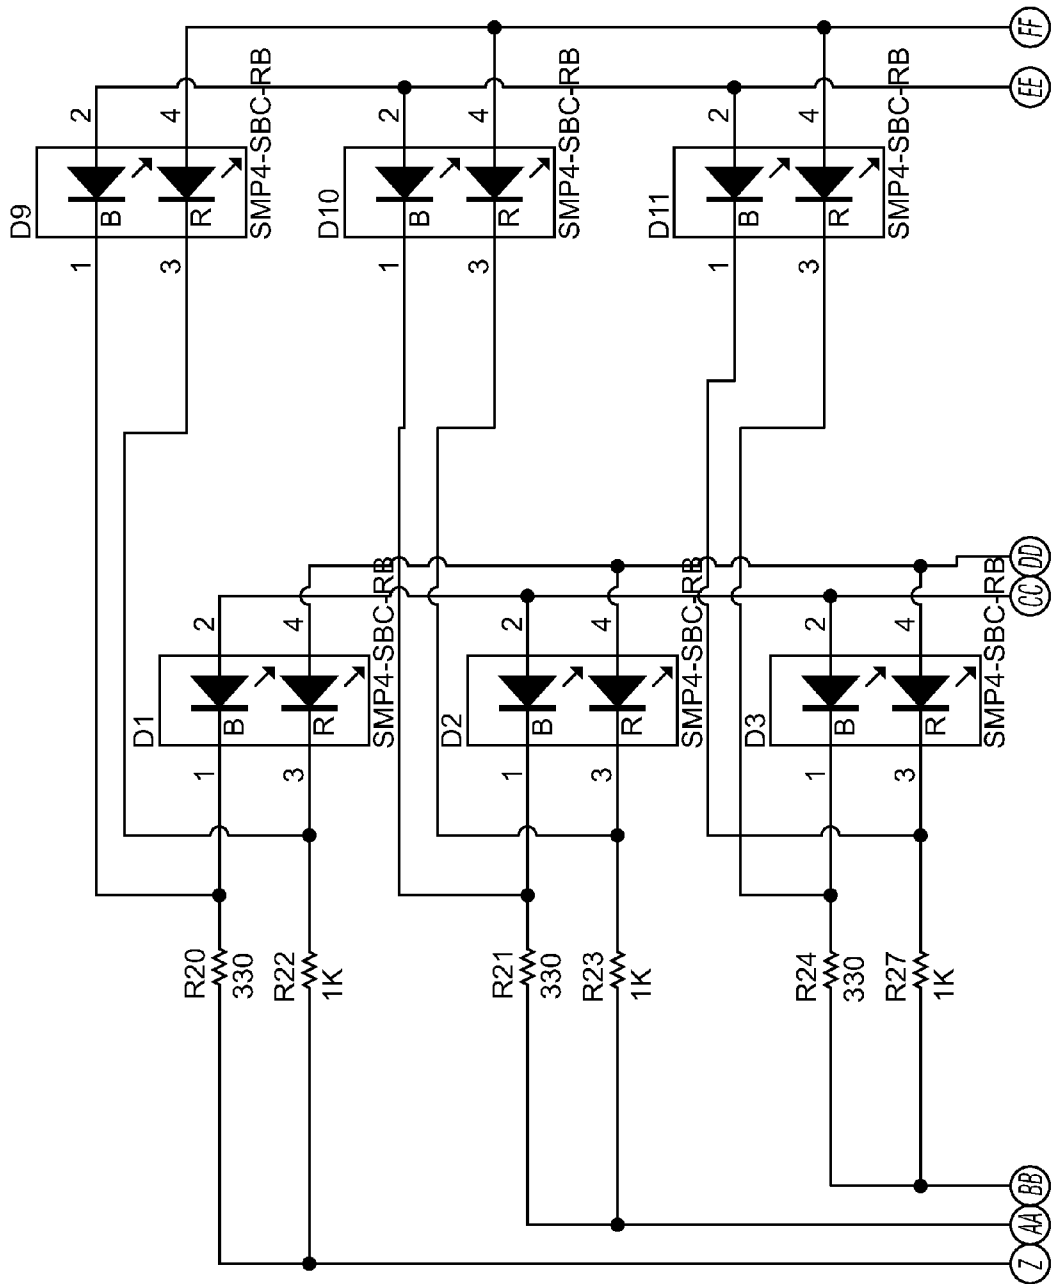 FF
EE
2
4
2
4
2
4
D9
B
R
SMP4-SBC-RB
D10
B
R
SMP4-SBC-RB
D11
B
R
SMP4-SBC-RB
1
3
1
3
1
3
DD
CC
2
4
2
4
2
4
D1
B
R
SMP4-SBC-RB
D2
B
R
SMP4-SBC-RB
D3
B
R
SMP4-SBC-RB
1
3
1
3
1
3
R20
330
R22
1K
R21
330
R23
1K
R24
330
R27
1K
BB
AA
Z